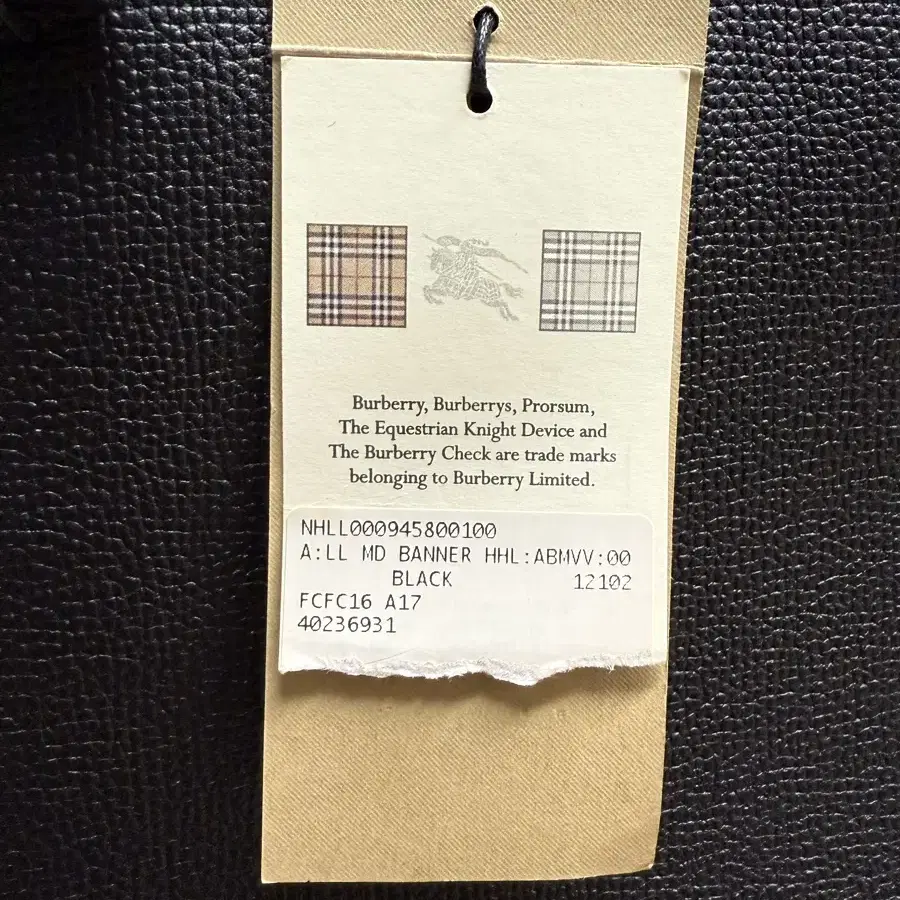 Burberry, Burberrys, Prorsum,
The Equestrian Knight Device and
The Burberry Check are trade marks
belonging to Burberry Limited.
NHLL000945800100
A:LL MD BANNER HHL:ABMVV:00
BLACK 12102
FCFC16 A17
40236931